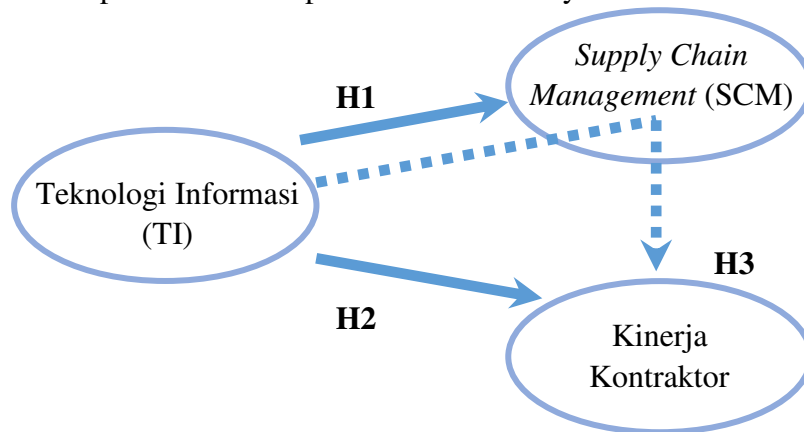 Supply Chain
Management (SCM)
H1
Teknologi Informasi
(TI)
H3
H2
Kinerja
Kontraktor